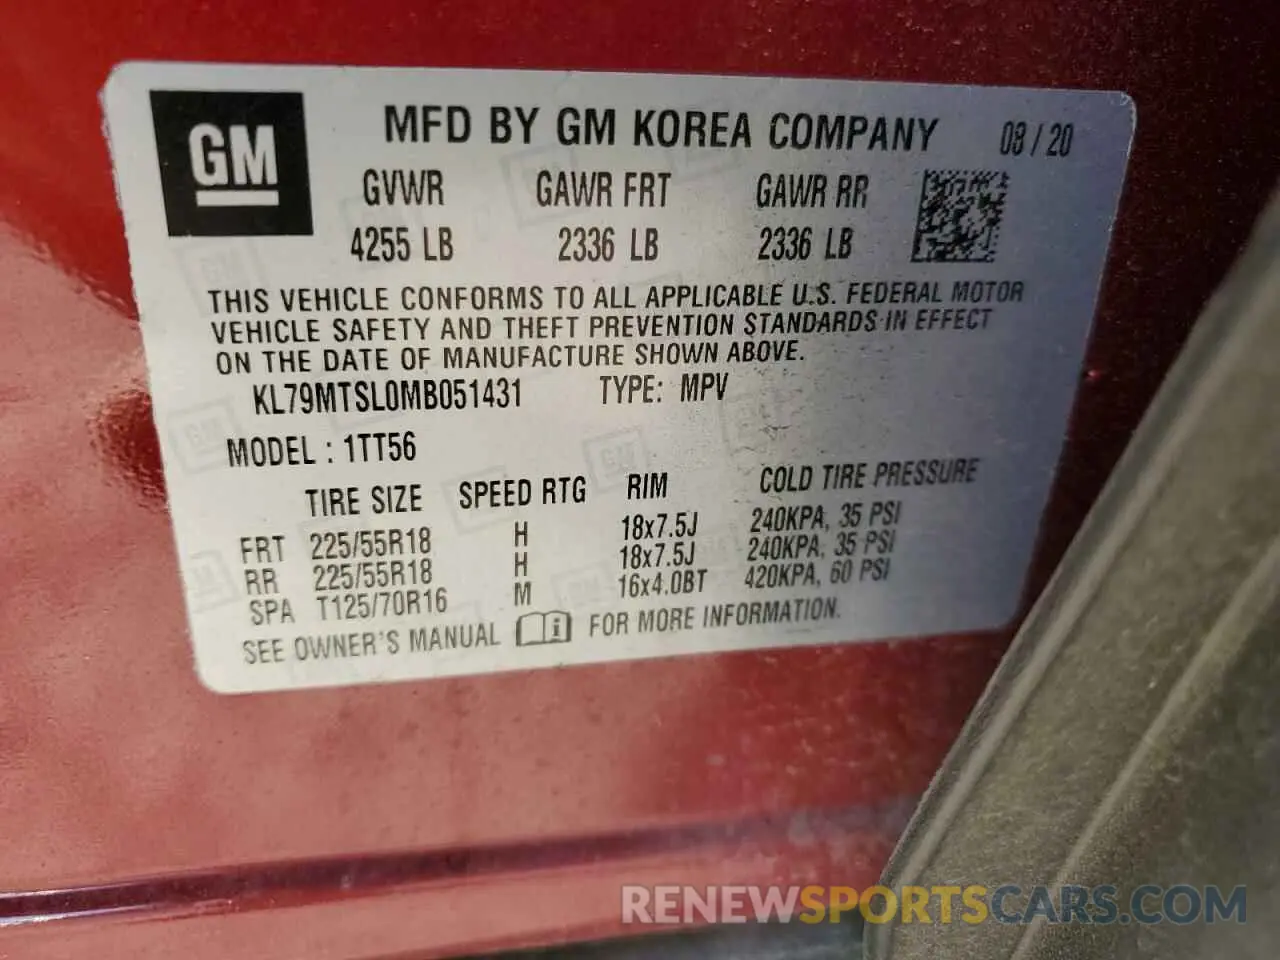 GM
MFD BY GM KOREA COMPANY 08 / 20
GVWR GAWR FRT GAWR RR
4255 LB 2336 LB 2336 LB
THIS VEHICLE CONFORMS TO ALL APPLICABLE U.S. FEDERAL MOTOR
VEHICLE SAFETY AND THEFT PREVENTION STANDARDS IN EFFECT
ON THE DATE OF MANUFACTURE SHOWN ABOVE.
KL79MTSL0MB051431 TYPE: MPV
MODEL : 1TT56
TIRE SIZE SPEED RTG RIM COLD TIRE PRESSURE
FRT 225/55R18 H 18x7.5J 240KPA, 35 PSI
RR 225/55R18 H 18x7.5J 240KPA, 35 PSI
SPA T125/70R16 M 16x4.0BT 420KPA, 60 PSI
SEE OWNER'S MANUAL i FOR MORE INFORMATION.
RENEWSPORTSCARS.COM